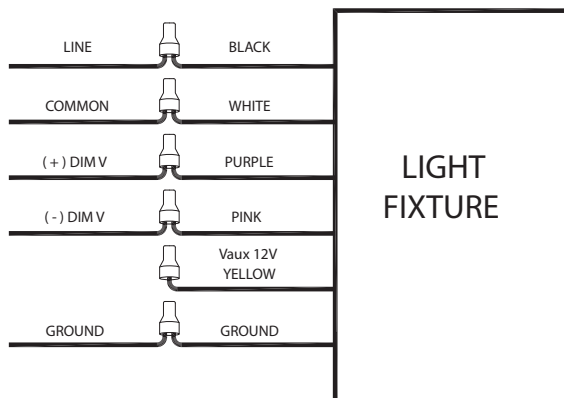 LINE BLACK
COMMON WHITE
( + ) DIM V PURPLE
( - ) DIM V PINK
Vaux 12V
YELLOW
GROUND GROUND
LIGHT
FIXTURE